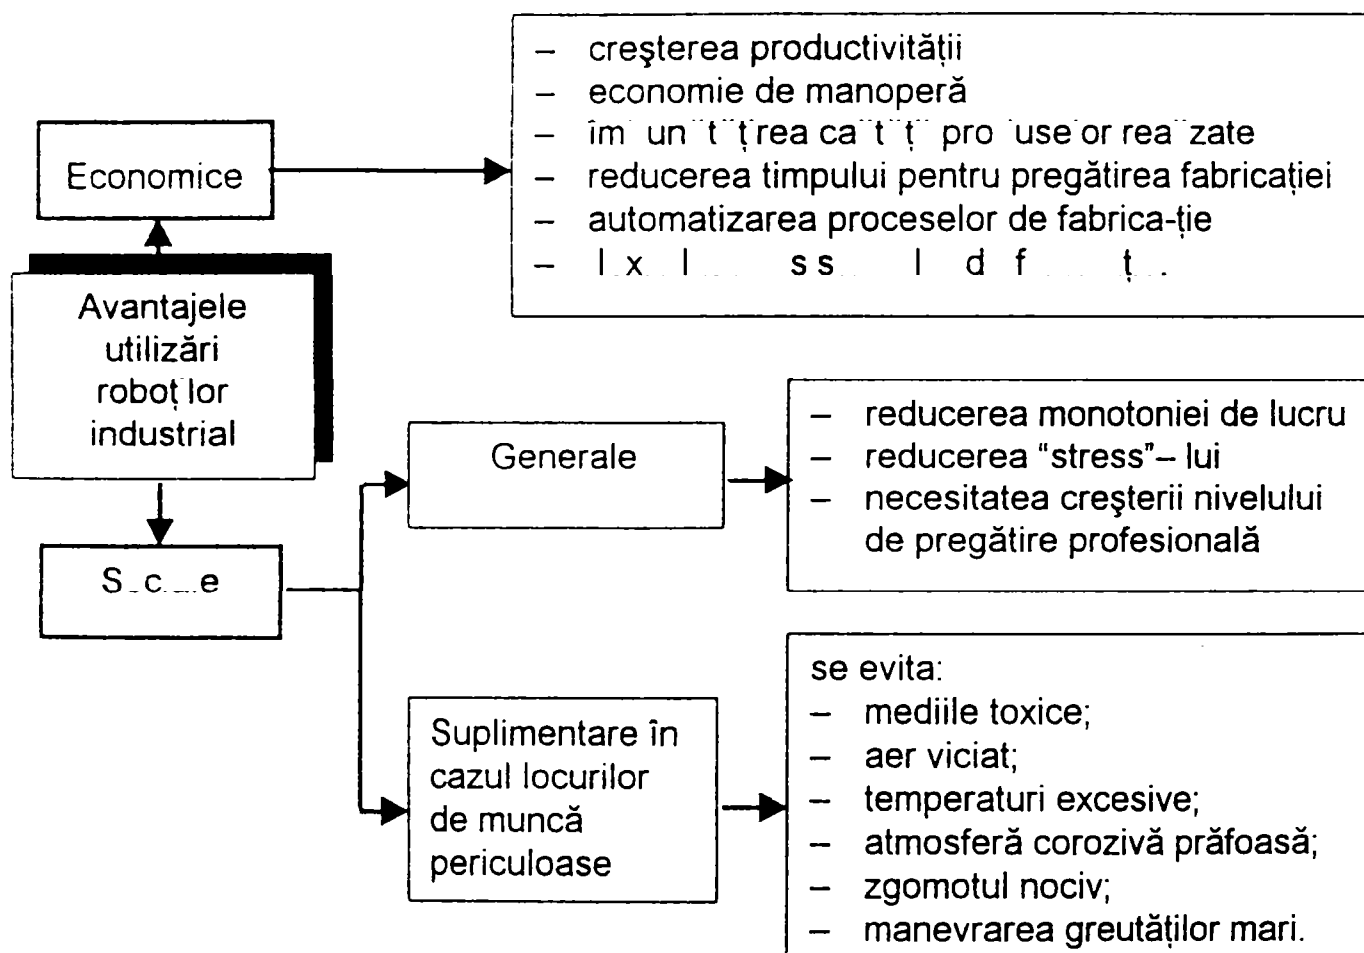 – creşterea productivităţii
– economie de manoperă
–
– reducerea timpului pentru pregătirea fabricaţiei
– automatizarea proceselor de fabrica-ţie
–
Economice
Avantajele
utilizări
industrial
Generale
– reducerea monotoniei de lucru
– reducerea “stress”– lui
– necesitatea creşterii nivelului
de pregătire profesională
Suplimentare în
cazul locurilor
de muncă
periculoase
se evita:
– mediile toxice;
– aer viciat;
– temperaturi excesive;
– atmosferă corozivă prăfoasă;
– zgomotul nociv;
– manevrarea greutăţilor mari.